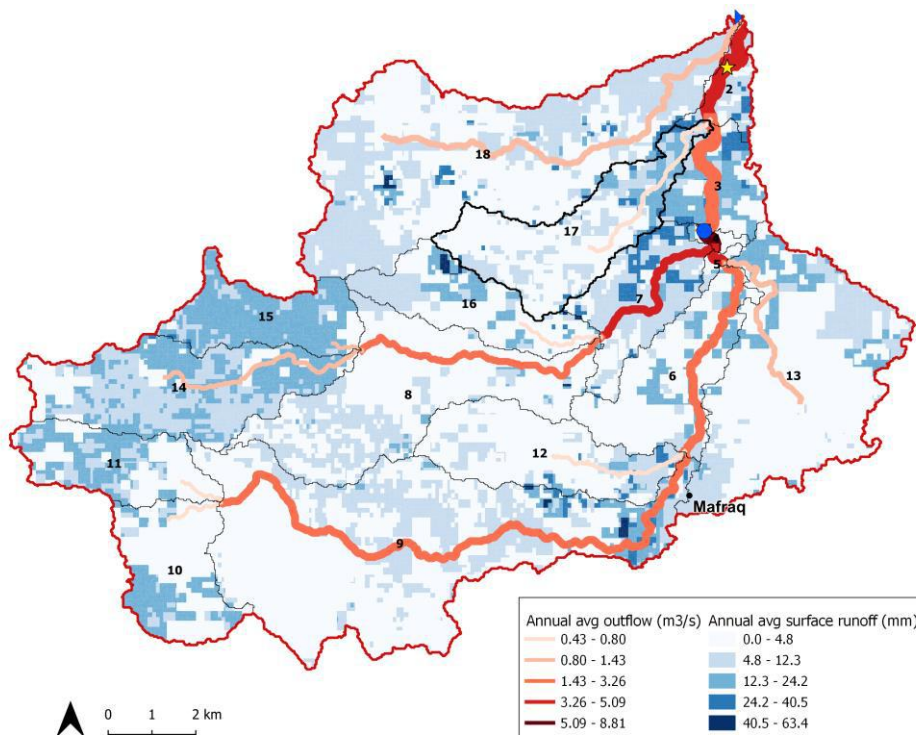 2
18
3
17
5
15
16
7
14
8
6
13
11
12
Mafraq
9
10
Annual avg outflow (m3/s)
0.43 - 0.80
0.80 - 1.43
1.43 - 3.26
3.26 - 5.09
5.09 - 8.81
Annual avg surface runoff (mm)
0.0 - 4.8
4.8 - 12.3
12.3 - 24.2
24.2 - 40.5
40.5 - 63.4
0 1 2 km